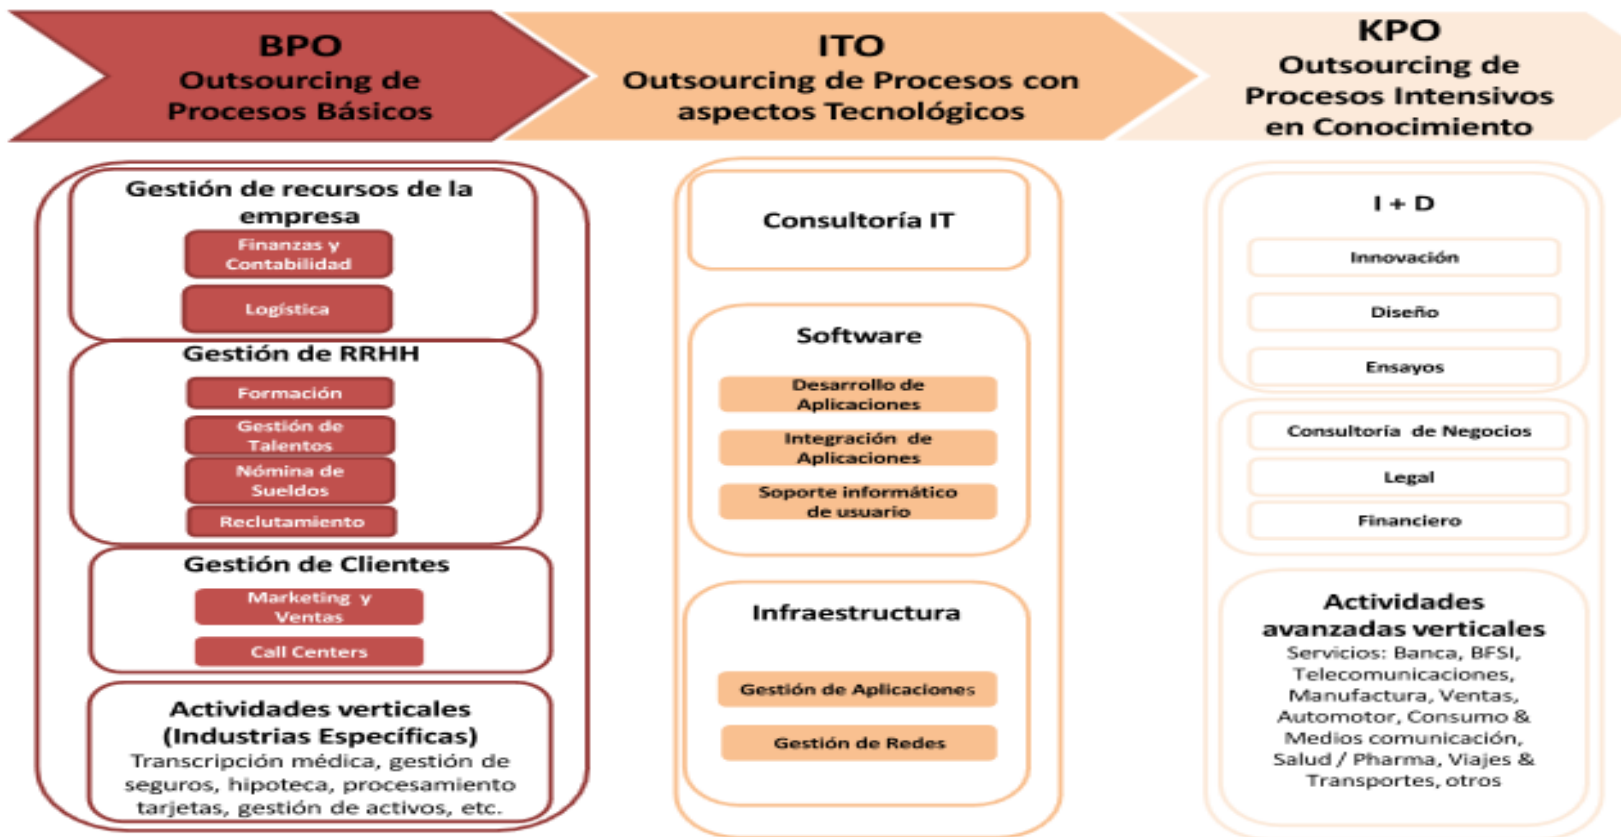 BPO
Outsourcing de
Procesos Básicos
ITO
Outsourcing de Procesos con
aspectos Tecnológicos
KPO
Outsourcing de
Procesos Intensivos
en Conocimiento
Gestión de recursos de la
empresa
Finanzas y
Contabilidad
Logística
Gestión de RRHH
Formación
Gestión de
Talentos
Nómina de
Sueldos
Reclutamiento
Gestión de Clientes
Marketing y
Ventas
Call Centers
Actividades verticales
(Industrias Específicas)
Transcripción médica, gestión de
seguros, hipoteca, procesamiento
tarjetas, gestión de activos, etc.
Consultoría IT
Software
Desarrollo de
Aplicaciones
Integración de
Aplicaciones
Soporte informático
de usuario
Infraestructura
Gestión de Aplicaciones
Gestión de Redes
I + D
Innovación
Diseño
Ensayos
Consultoría de Negocios
Legal
Financiero
Actividades
avanzadas verticales
Servicios: Banca, BFSI,
Telecomunicaciones,
Manufactura, Ventas,
Automotor, Consumo &
Medios comunicación,
Salud / Pharma, Viajes &
Transportes, otros